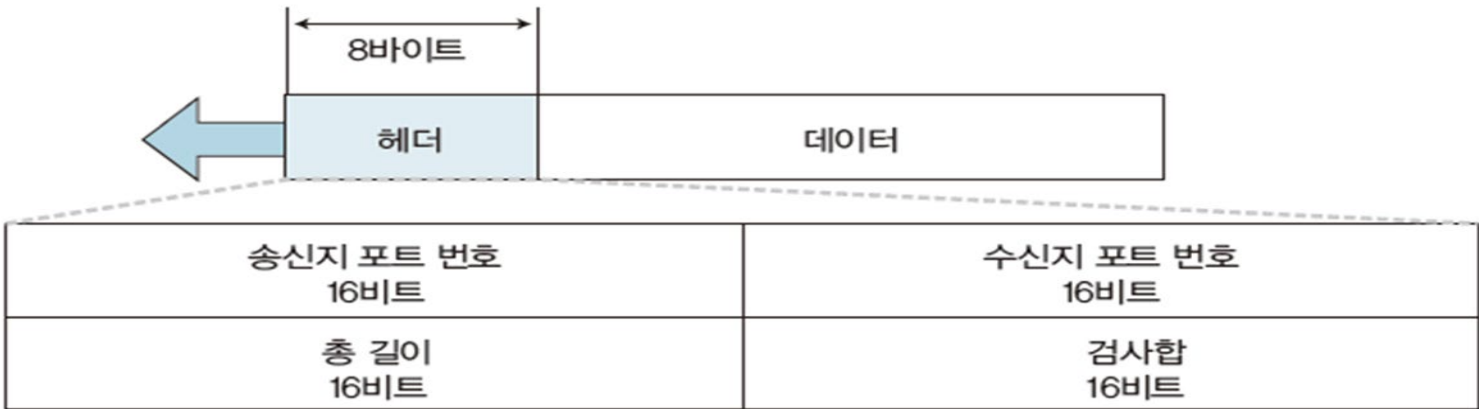 8바이트
헤더
데이터
송신지 포트 번호
16비트
수신지 포트 번호
16비트
총 길이
16비트
검사합
16비트